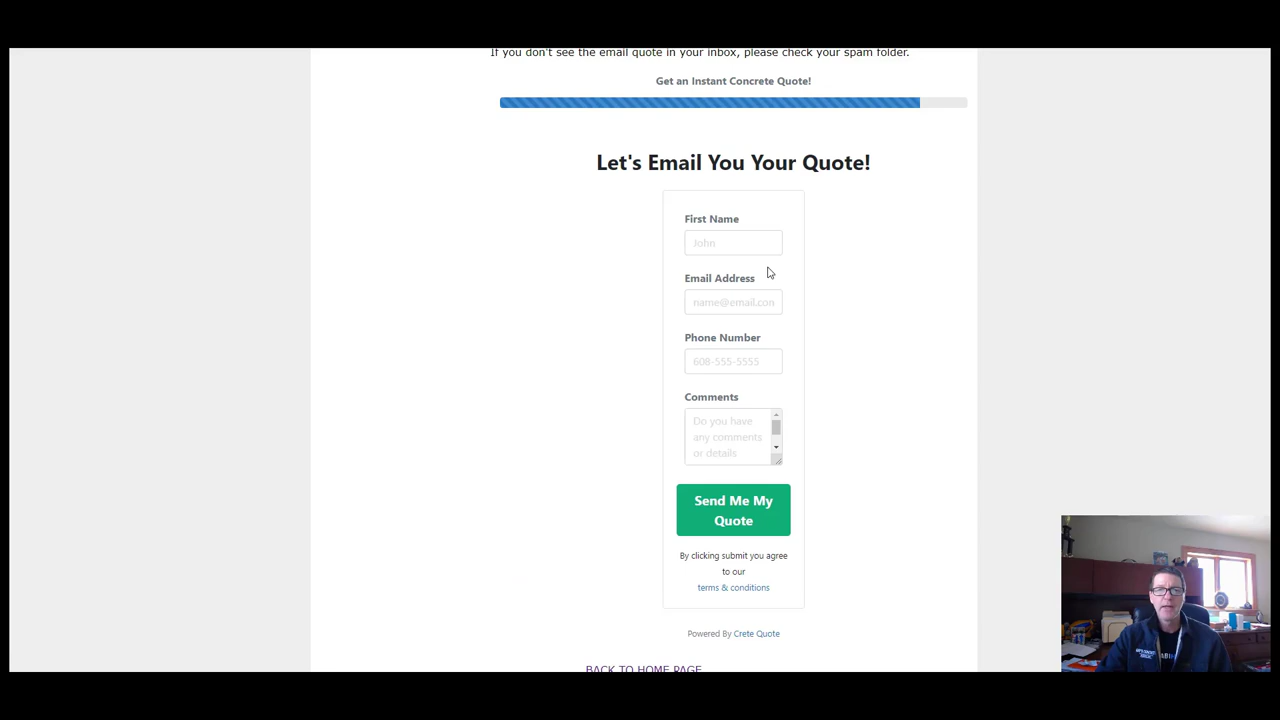 If you don't see the email quote in your inbox, please check your spam folder.
Get an Instant Concrete Quote!
Let's Email You Your Quote!
First Name
John
Email Address
name@email.con
Phone Number
608-555-5555
Comments
Do you have
any comments
or details
Send Me My
Quote
By clicking submit you agree
to our
terms & conditions
Powered By Crete Quote
BACK TO HOME PAGE